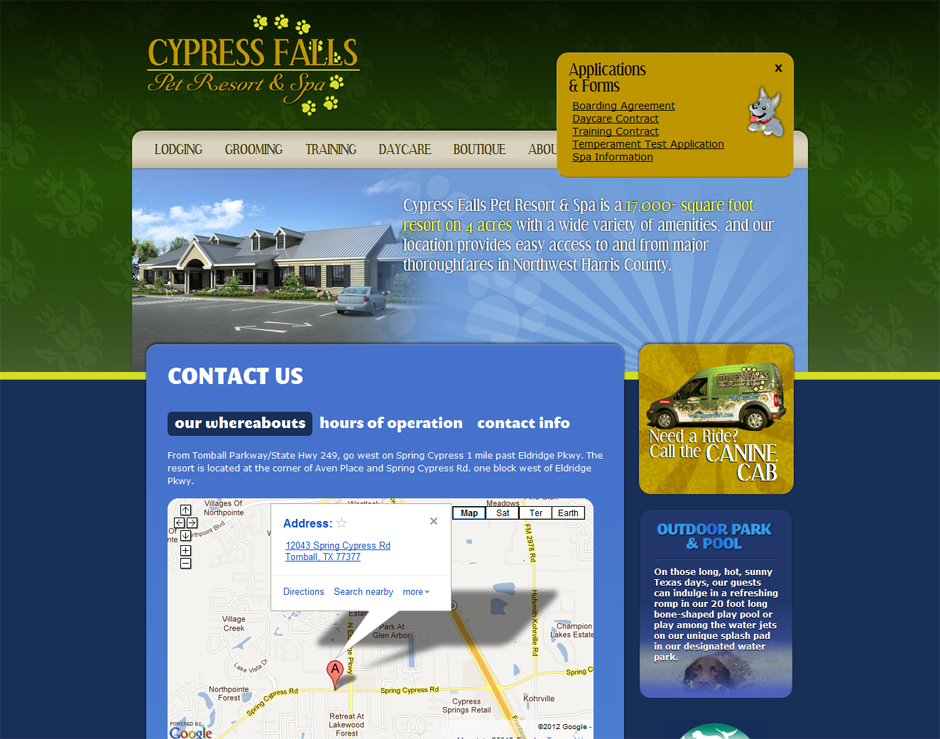 CYPRESS FALLS
Pet Resort & Spa
Applications
& Forms
x
Boarding Agreement
Daycare Contract
Training Contract
Temperament Test Application
Spa Information
LODGING GROOMING TRAINING DAYCARE BOUTIQUE ABOU
Cypress Falls Pet Resort & Spa is a 17,000- square foot
resort on 4 acres with a wide variety of amenities, and our
location provides easy access to and from major
thoroughfares in Northwest Harris County.
CONTACT US
our whereabouts hours of operation contact info
From Tomball Parkway/State Hwy 249, go west on Spring Cypress 1 mile past Eldridge Pkwy. The
resort is located at the corner of Aven Place and Spring Cypress Rd. one block west of Eldridge
Pkwy.
Villages Of
Northpointe
Meadows
Map Sat Ter Earth
Address:
12043 Spring Cypress Rd
Tomball, TX 77377
Directions Search nearby more
FM 2978 Rd
Hufsmith Kohrville Rd
Village
Creek
Park At
Glen Arbor
Champion
Lakes Estate
Lake Vista Dr
A
Northpointe
Forest
Spring Cypress Rd
Spring Cypress Rd
Spring Cypress Rd
Cypress
Springs Retail
Kohrville
Retreat At
Lakewood
Forest
POWERED BY
Google
©2012 Google -
CYPRESS FALLS
Pet Resort & Spa
Need a Ride?
Call the CANINE
CAB
OUTDOOR PARK
& POOL
On those long, hot, sunny
Texas days, our guests
can indulge in a refreshing
romp in our 20 foot long
bone-shaped play pool or
play among the water jets
on our unique splash pad
in our designated water
park.